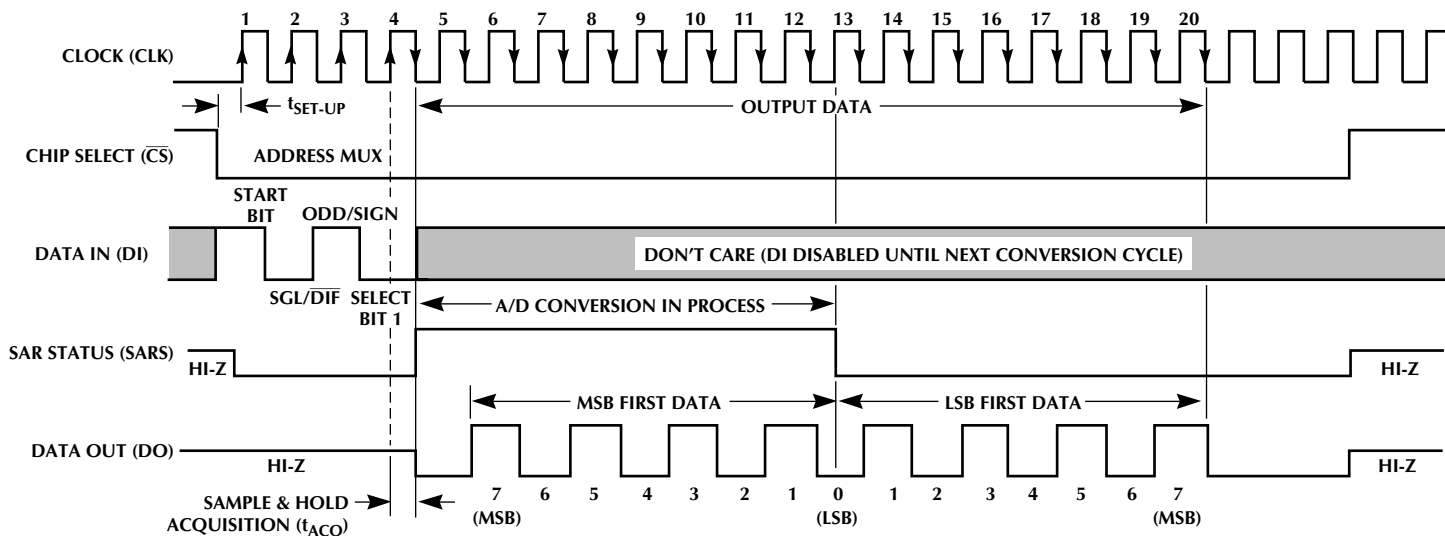 1 2 3 4 5 6 7 8 9 10 11 12 13 14 15 16 17 18 19 20
CLOCK (CLK)
tSET-UP
OUTPUT DATA
CHIP SELECT (CS)
ADDRESS MUX
START
BIT
ODD/SIGN
DATA IN (DI)
DON'T CARE (DI DISABLED UNTIL NEXT CONVERSION CYCLE)
SGL/DIF
SELECT
BIT 1
A/D CONVERSION IN PROCESS
SAR STATUS (SARS)
HI-Z
HI-Z
MSB FIRST DATA
LSB FIRST DATA
DATA OUT (DO)
HI-Z
HI-Z
SAMPLE & HOLD
ACQUISITION (tACQ)
7 6 5 4 3 2 1 0 1 2 3 4 5 6 7
(MSB) (LSB) (MSB)